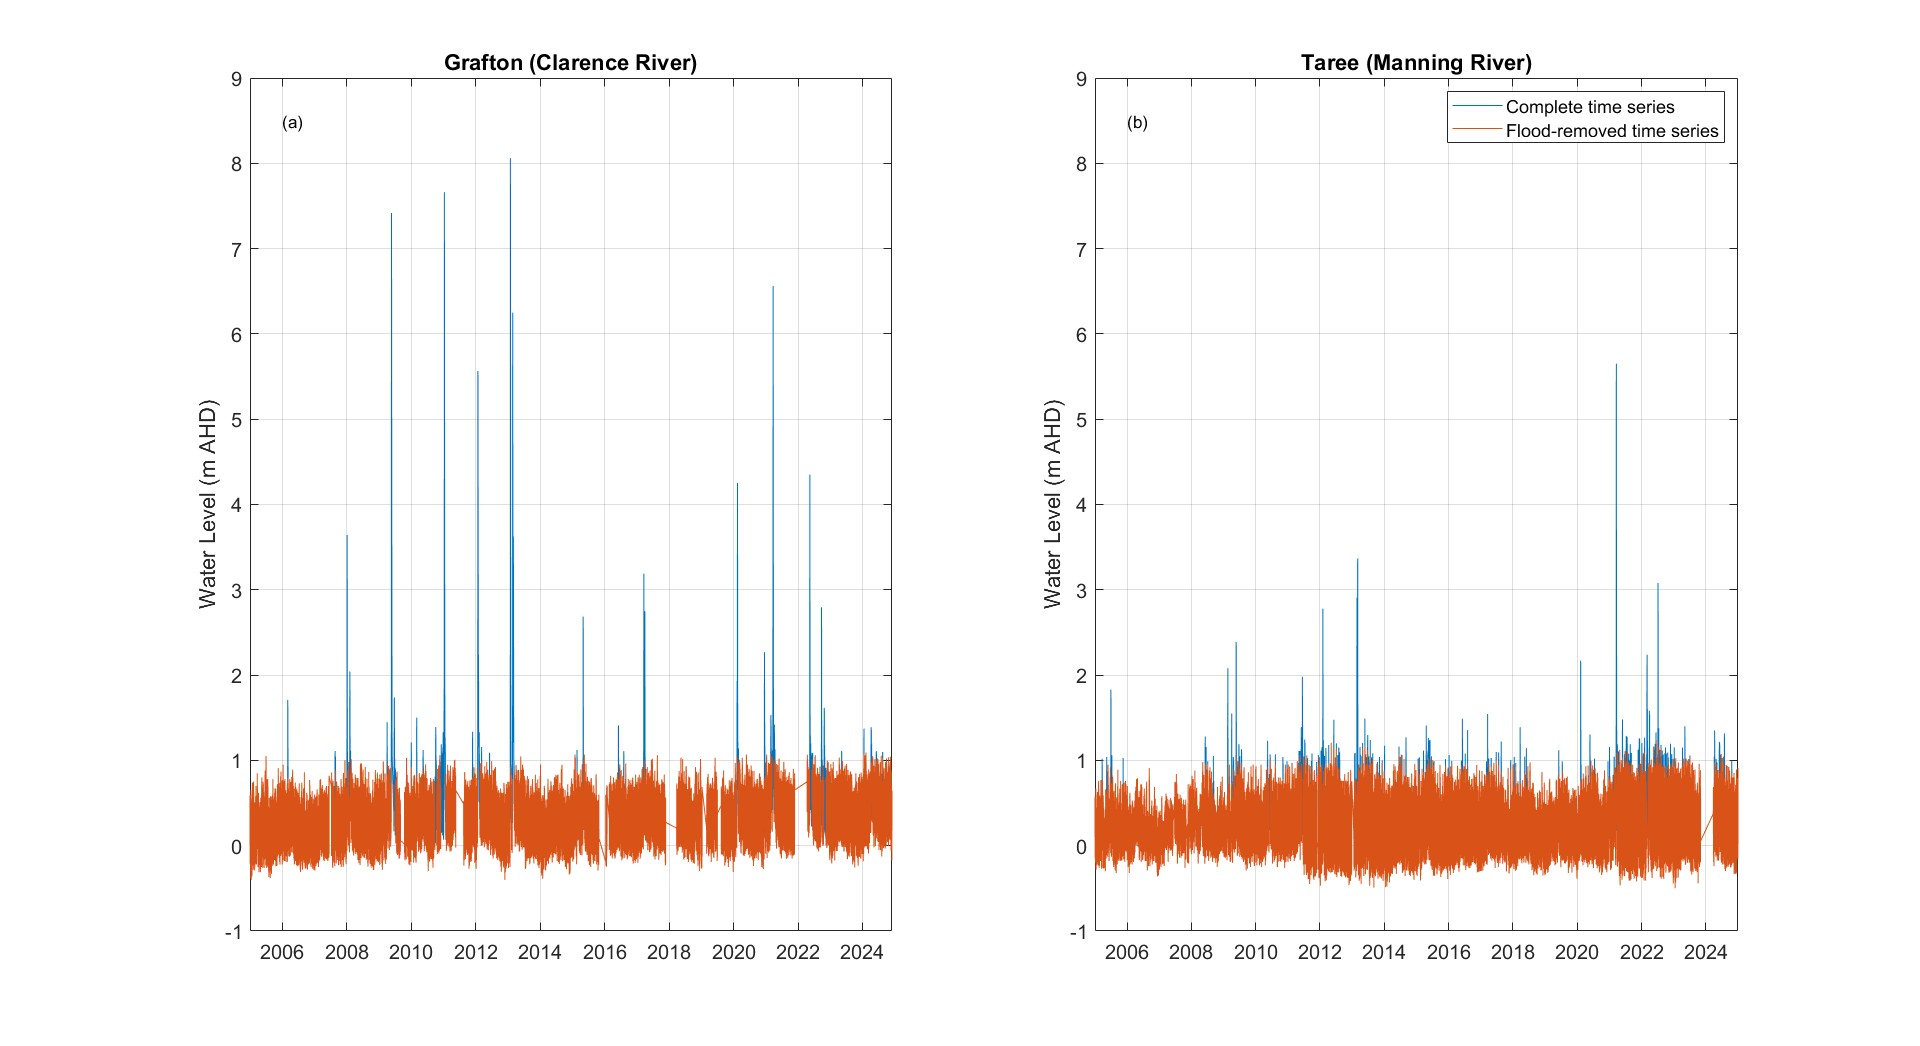 Grafton (Clarence River)
(a)
Water Level (m AHD)
9
8
7
6
5
4
3
2
1
0
-1
2006 2008 2010 2012 2014 2016 2018 2020 2022 2024
Taree (Manning River)
(b)
Complete time series
Flood-removed time series
Water Level (m AHD)
9
8
7
6
5
4
3
2
1
0
-1
2006 2008 2010 2012 2014 2016 2018 2020 2022 2024